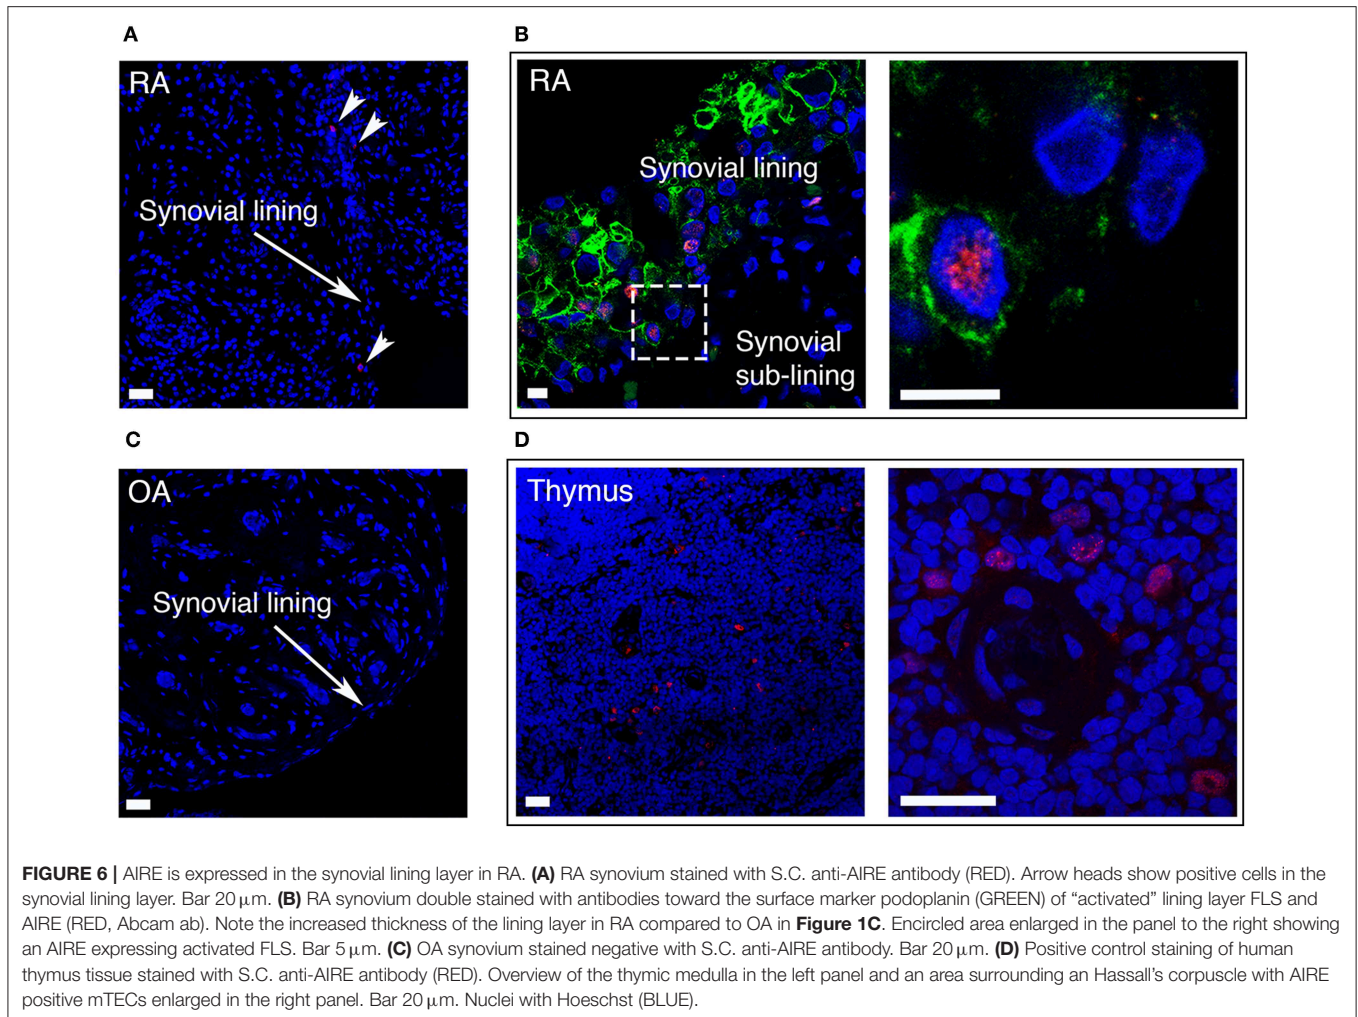 A
B
RA
Synovial lining
RA
Synovial lining
Synovial
sub-lining
C
D
OA
Synovial lining
Thymus
FIGURE 6 | AIRE is expressed in the synovial lining layer in RA. (A) RA synovium stained with S.C. anti-AIRE antibody (RED). Arrow heads show positive cells in the
synovial lining layer. Bar 20 μm. (B) RA synovium double stained with antibodies toward the surface marker podoplanin (GREEN) of “activated” lining layer FLS and
AIRE (RED, Abcam ab). Note the increased thickness of the lining layer in RA compared to OA in Figure 1C. Encircled area enlarged in the panel to the right showing
an AIRE expressing activated FLS. Bar 5 μm. (C) OA synovium stained negative with S.C. anti-AIRE antibody. Bar 20 μm. (D) Positive control staining of human
thymus tissue stained with S.C. anti-AIRE antibody (RED). Overview of the thymic medulla in the left panel and an area surrounding an Hassall’s corpuscle with AIRE
positive mTECs enlarged in the right panel. Bar 20 μm. Nuclei with Hoeschst (BLUE).